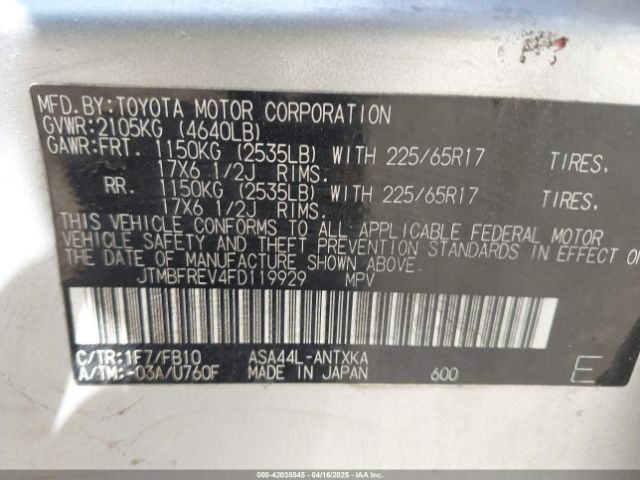 MFD. BY: TOYOTA MOTOR CORPORATION
GVWR: 2105KG (4640LB)
GAWR: FRT. 1150KG (2535LB) WITH 225/65R17 TIRES,
17X6 1/2J RIMS.
RR. 1150KG (2535LB) WITH 225/65R17 TIRES,
17X6 1/2J RIMS.
THIS VEHICLE CONFORMS TO ALL APPLICABLE FEDERAL MOTOR
VEHICLE SAFETY AND THEFT PREVENTION STANDARDS IN EFFECT ON
THE DATE OF MANUFACTURE SHOWN ABOVE.
JTMBFREV4FD119929 MPV
C/TR: 1F7/FB10 ASA44L-ANTXKA
A/TM: -03A/U760F MADE IN JAPAN 600 E
000-42038545 - 04/16/2025 - IAAI.COM